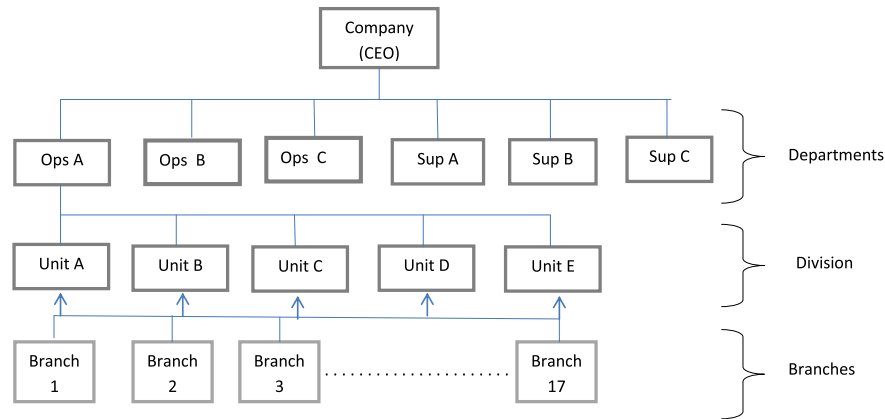 Company
(CEO)
Ops A
Ops B
Ops C
Sup A
Sup B
Sup C
Departments
Unit A
Unit B
Unit C
Unit D
Unit E
Division
Branch
1
Branch
2
Branch
3
Branch
17
Branches